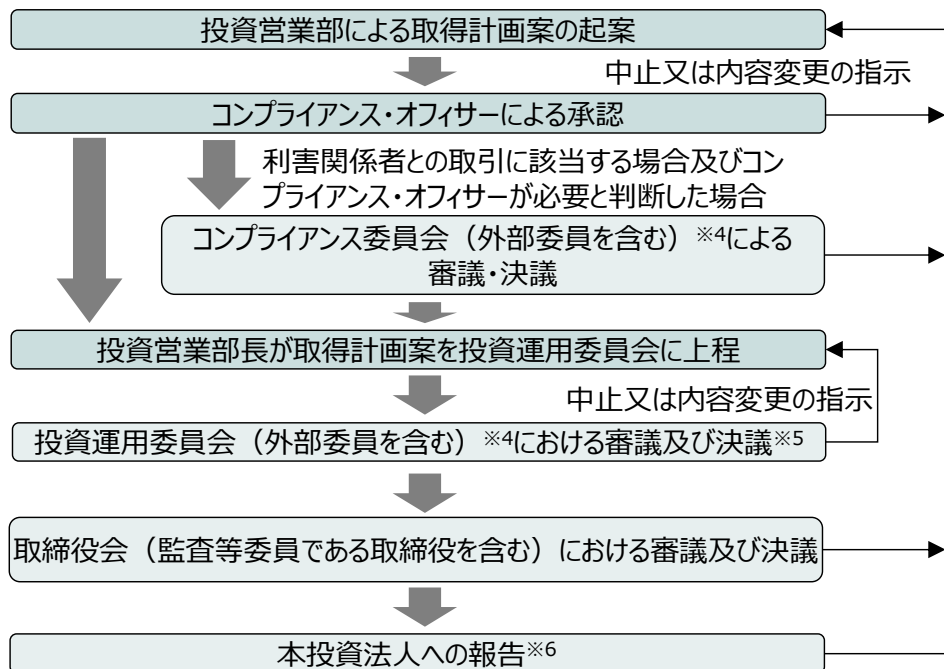 投資営業部による取得計画案の起案
中止又は内容変更の指示
コンプライアンス・オフィサーによる承認
利害関係者との取引に該当する場合及びコン
プライアンス・オフィサーが必要と判断した場合
コンプライアンス委員会（外部委員を含む）※4による
審議・決議
投資営業部長が取得計画案を投資運用委員会に上程
中止又は内容変更の指示
投資運用委員会（外部委員を含む）※4における審議及び決議※5
取締役会（監査等委員である取締役を含む）における審議及び決議
本投資法人への報告※6